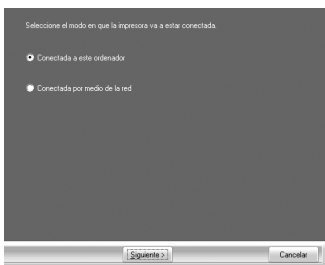 Seleccione el modo en que la impresora va a estar conectada.
Conectada a este ordenador
Conectada por medio de la red
Siguiente >
Cancelar